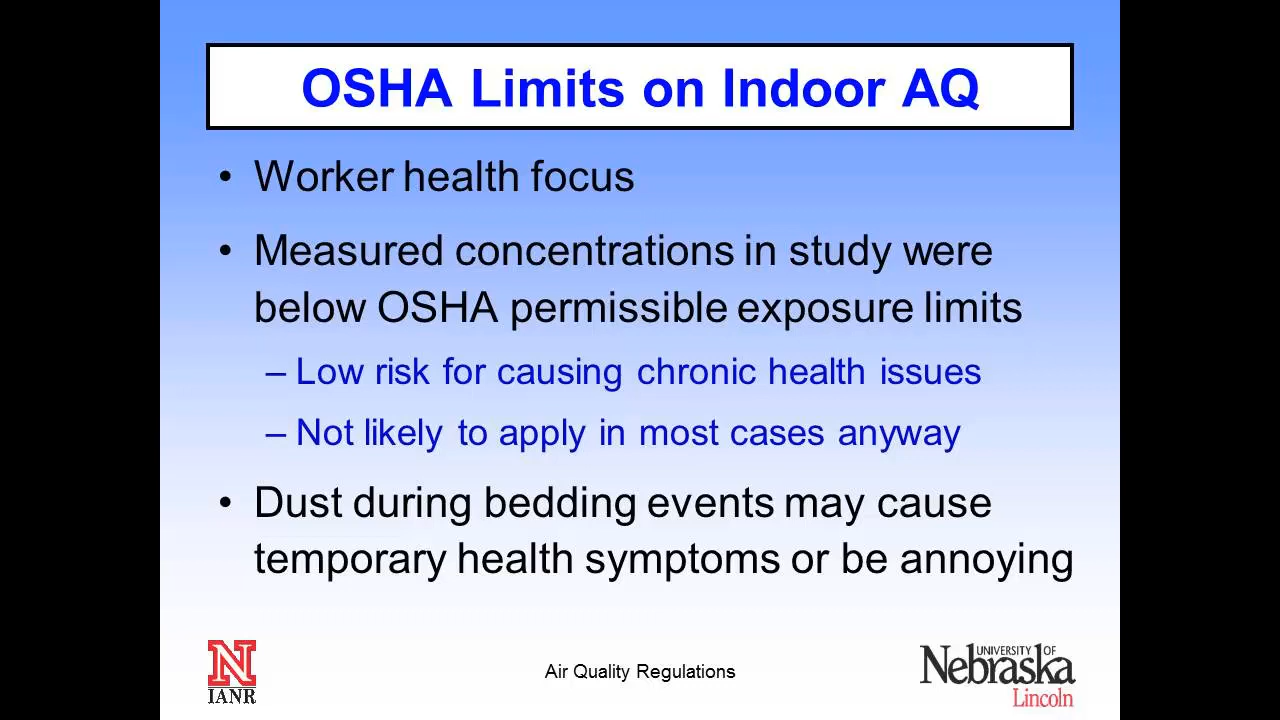 OSHA Limits on Indoor AQ
• Worker health focus
• Measured concentrations in study were
below OSHA permissible exposure limits
– Low risk for causing chronic health issues
– Not likely to apply in most cases anyway
• Dust during bedding events may cause
temporary health symptoms or be annoying
N
IANR
Air Quality Regulations
UNIVERSITY OF
Nebraska
Lincoln